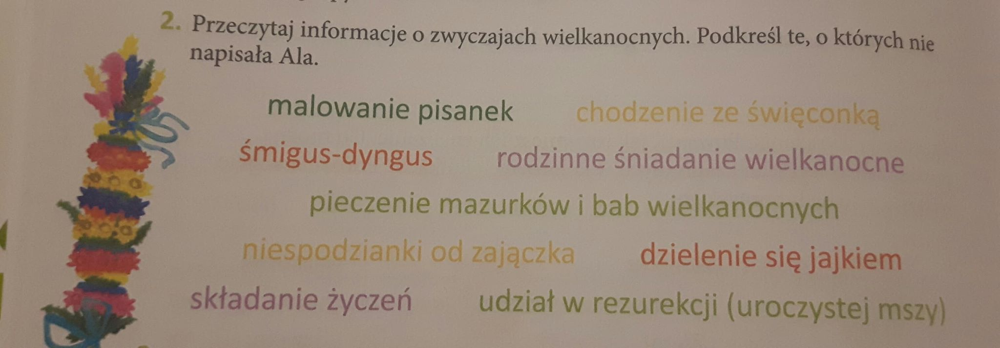 2. Przeczytaj informacje o zwyczajach wielkanocnych. Podkreśl te, o których nie
napisała Ala.
malowanie pisanek chodzenie ze święconką
śmigus-dyngus rodzinne śniadanie wielkanocne
pieczenie mazurków i bab wielkanocnych
niespodzianki od zajączka dzielenie się jajkiem
składanie życzeń udział w rezurekcji (uroczystej mszy)